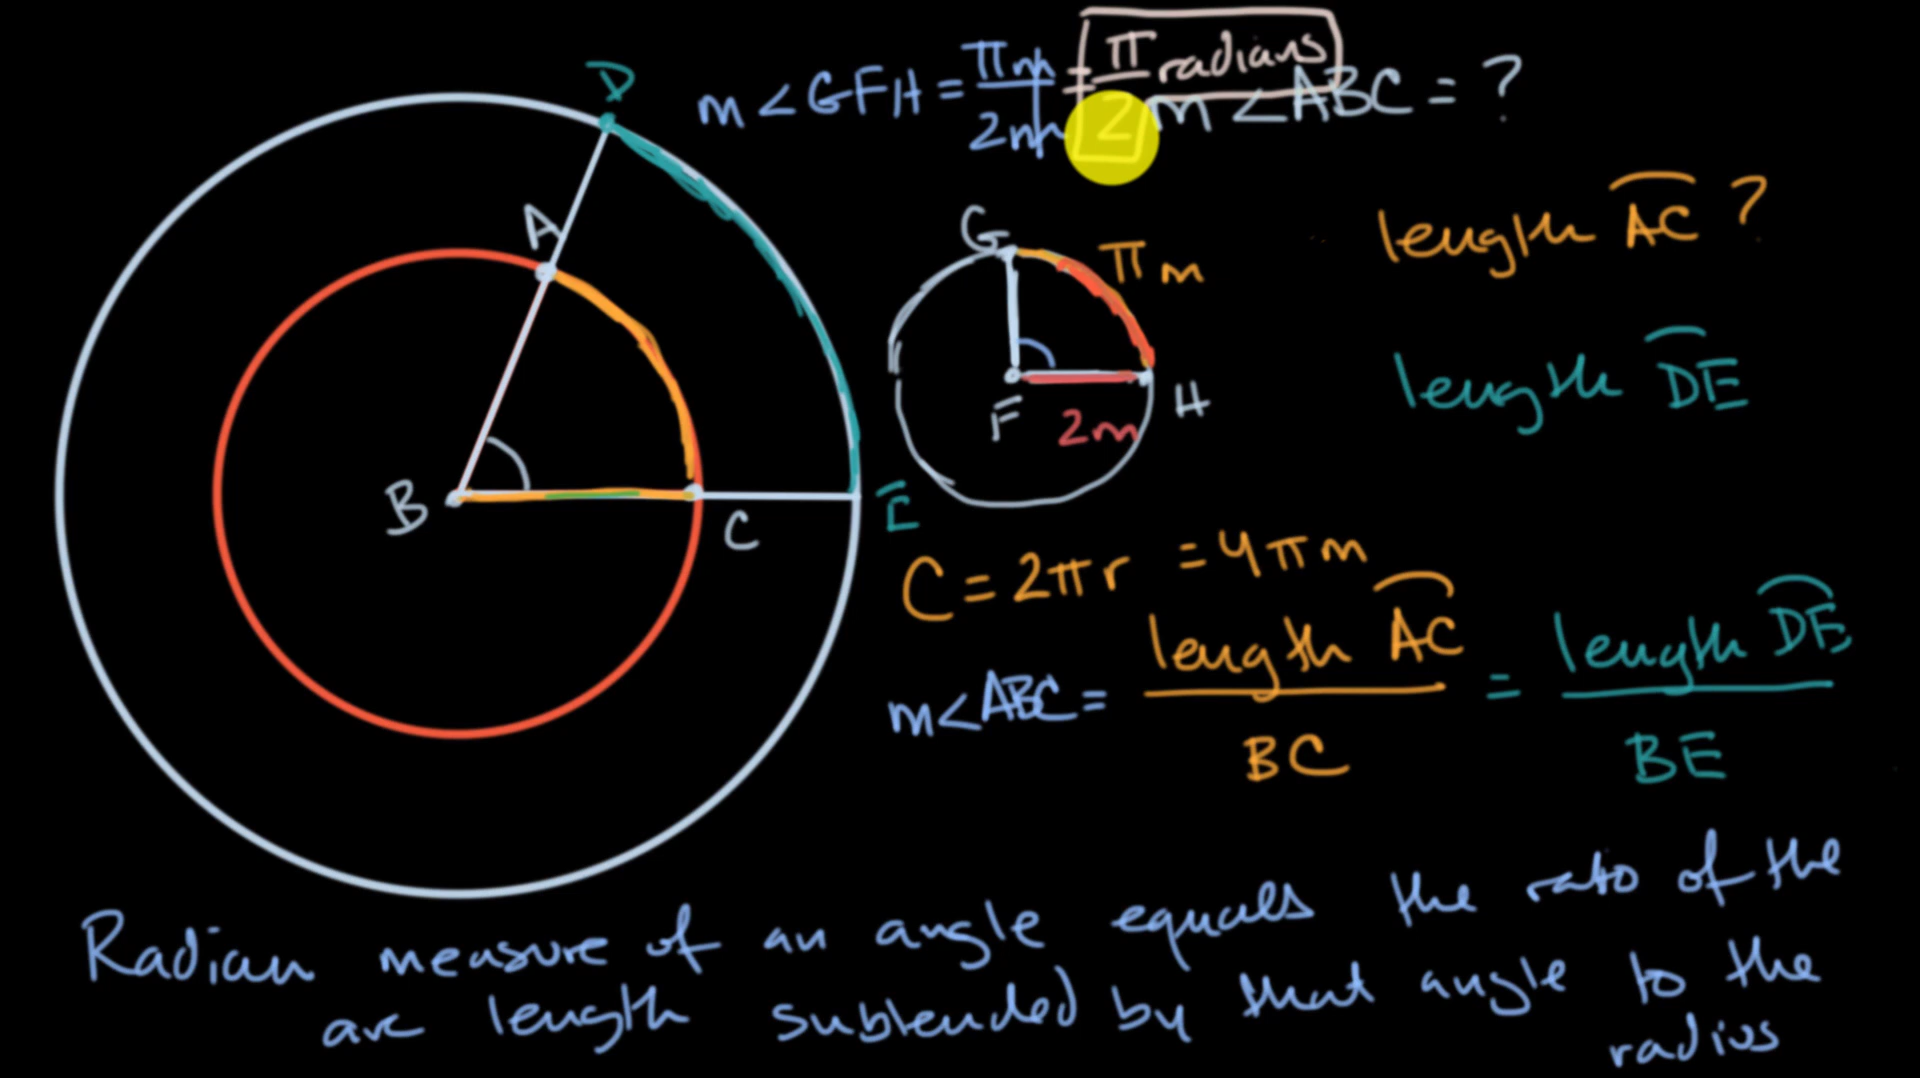 D
m∠GFH = πm/2m = π/2 radians
m∠ABC = ?
A
G
πm
length AC ?
length DE
F
2m
H
B
C
E
C = 2πr = 4πm
m∠ABC = length AC/BC = length DE/BE
Radian measure of an angle equals the ratio of the
arc length subtended by that angle to the
radius